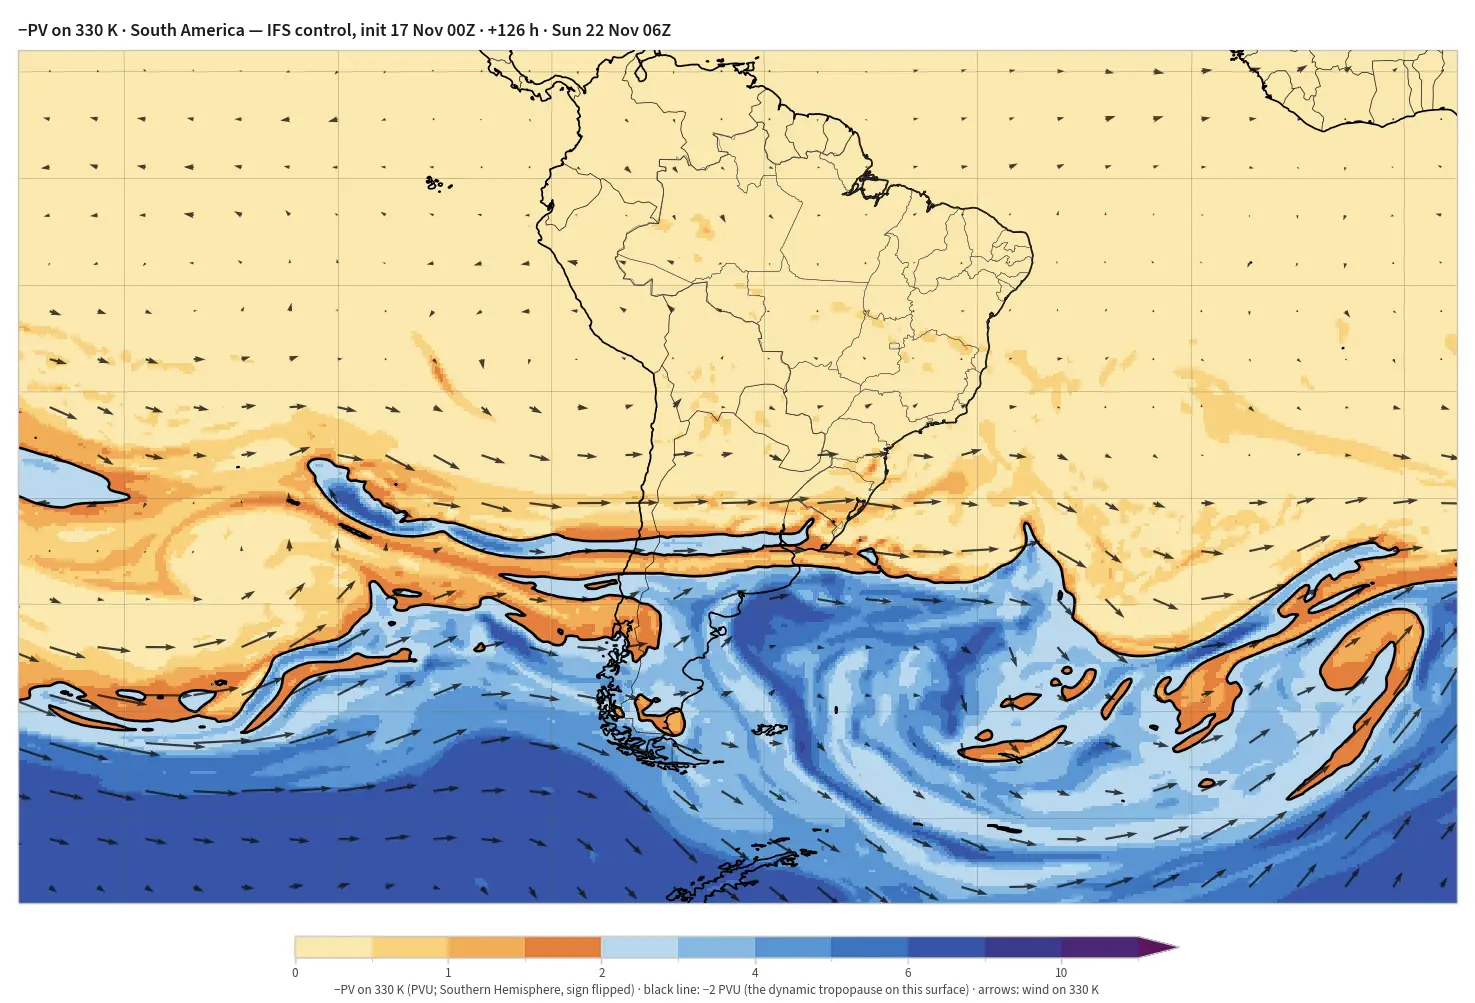 −PV on 330 K · South America — IFS control, init 17 Nov 00Z · +126 h · Sun 22 Nov 06Z
0 1 2 4 6 10
−PV on 330 K (PVU; Southern Hemisphere, sign flipped) · black line: −2 PVU (the dynamic tropopause on this surface) · arrows: wind on 330 K